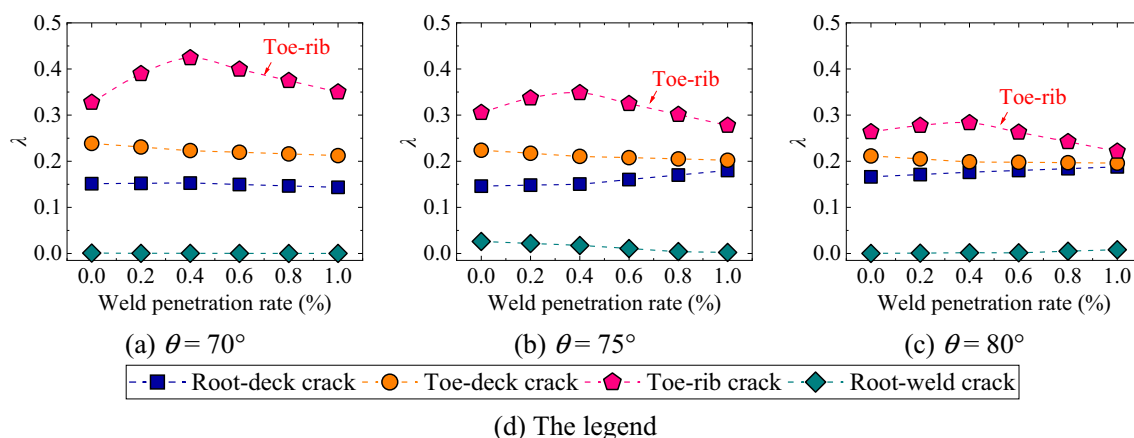 0.5
0.4
0.3
0.2
0.1
0.0
λ
Toe-rib
0.0 0.2 0.4 0.6 0.8 1.0
Weld penetration rate (%)
(a) θ = 70°
0.5
0.4
0.3
0.2
0.1
0.0
λ
Toe-rib
0.0 0.2 0.4 0.6 0.8 1.0
Weld penetration rate (%)
(b) θ = 75°
0.5
0.4
0.3
0.2
0.1
0.0
λ
Toe-rib
0.0 0.2 0.4 0.6 0.8 1.0
Weld penetration rate (%)
(c) θ = 80°
Root-deck crack Toe-deck crack Toe-rib crack Root-weld crack
(d) The legend